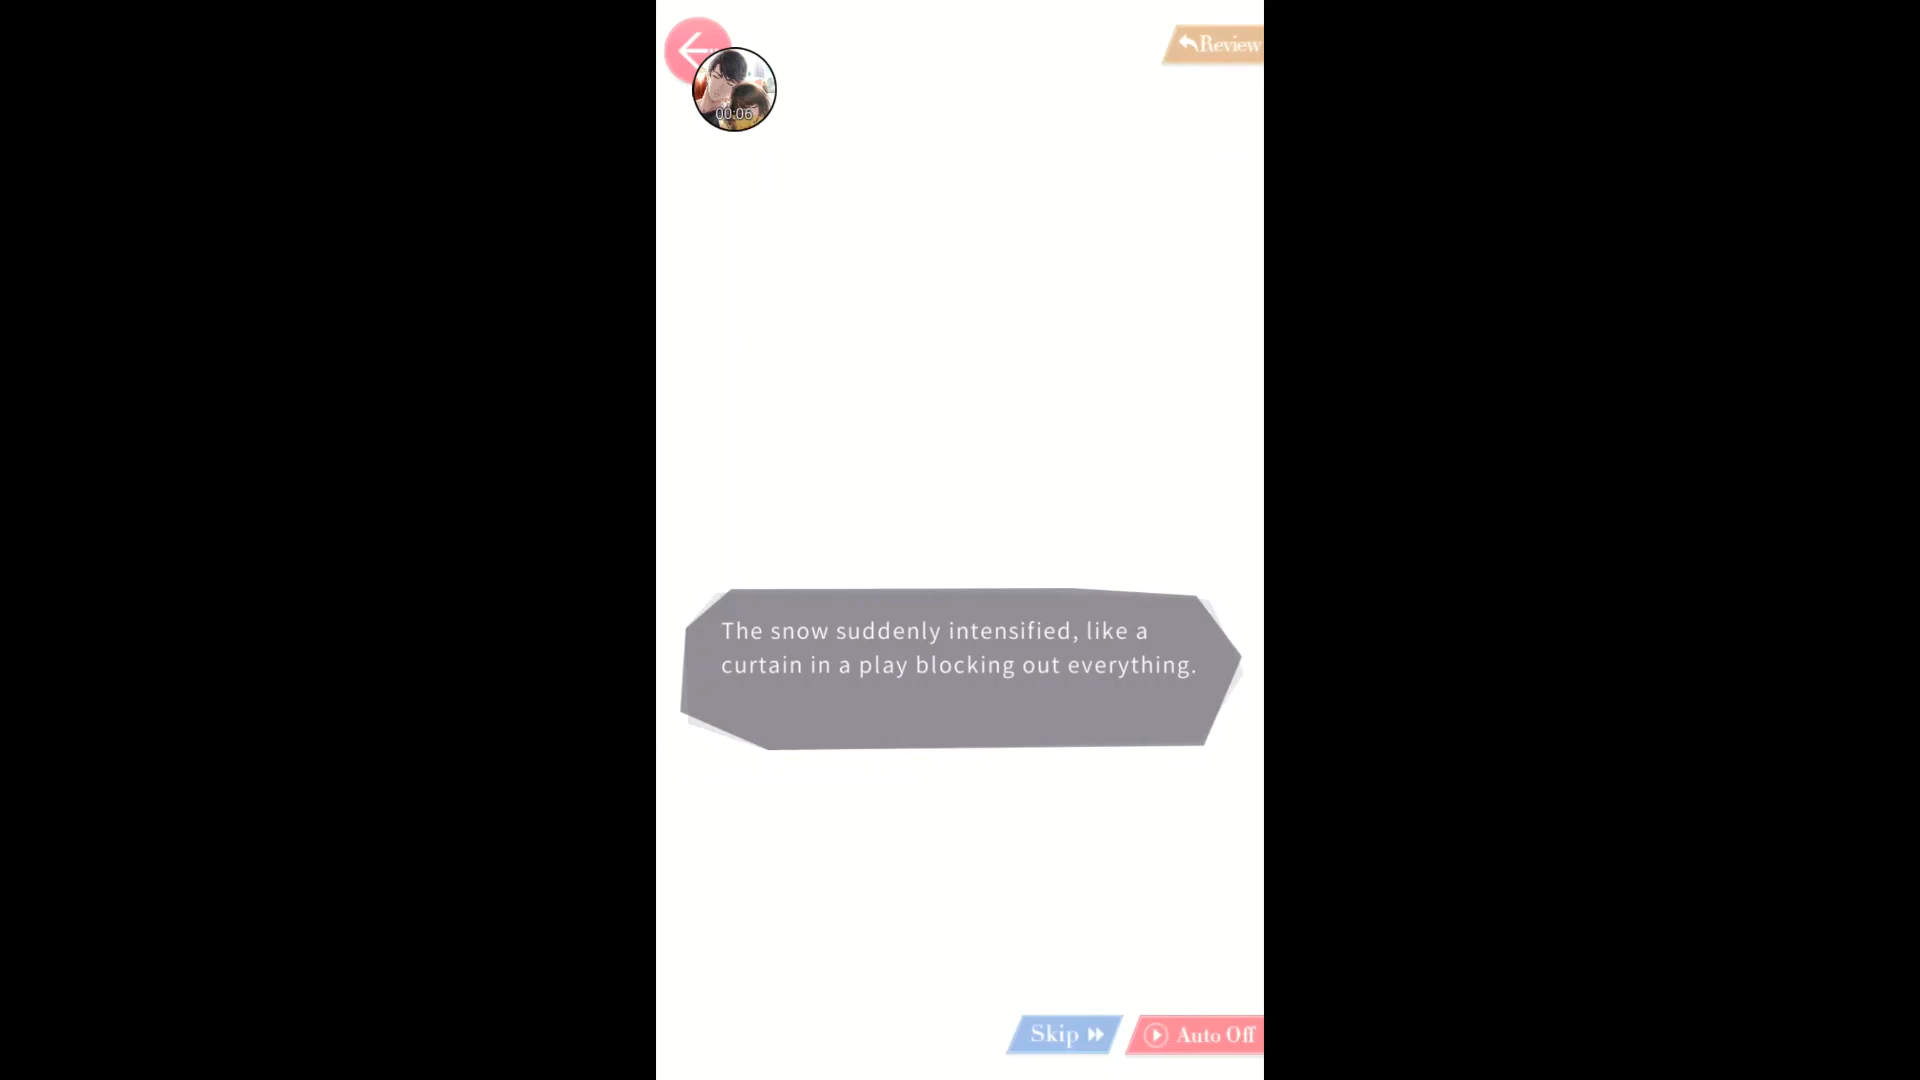 Review
00:06
The snow suddenly intensified, like a
curtain in a play blocking out everything.
Skip
Auto Off